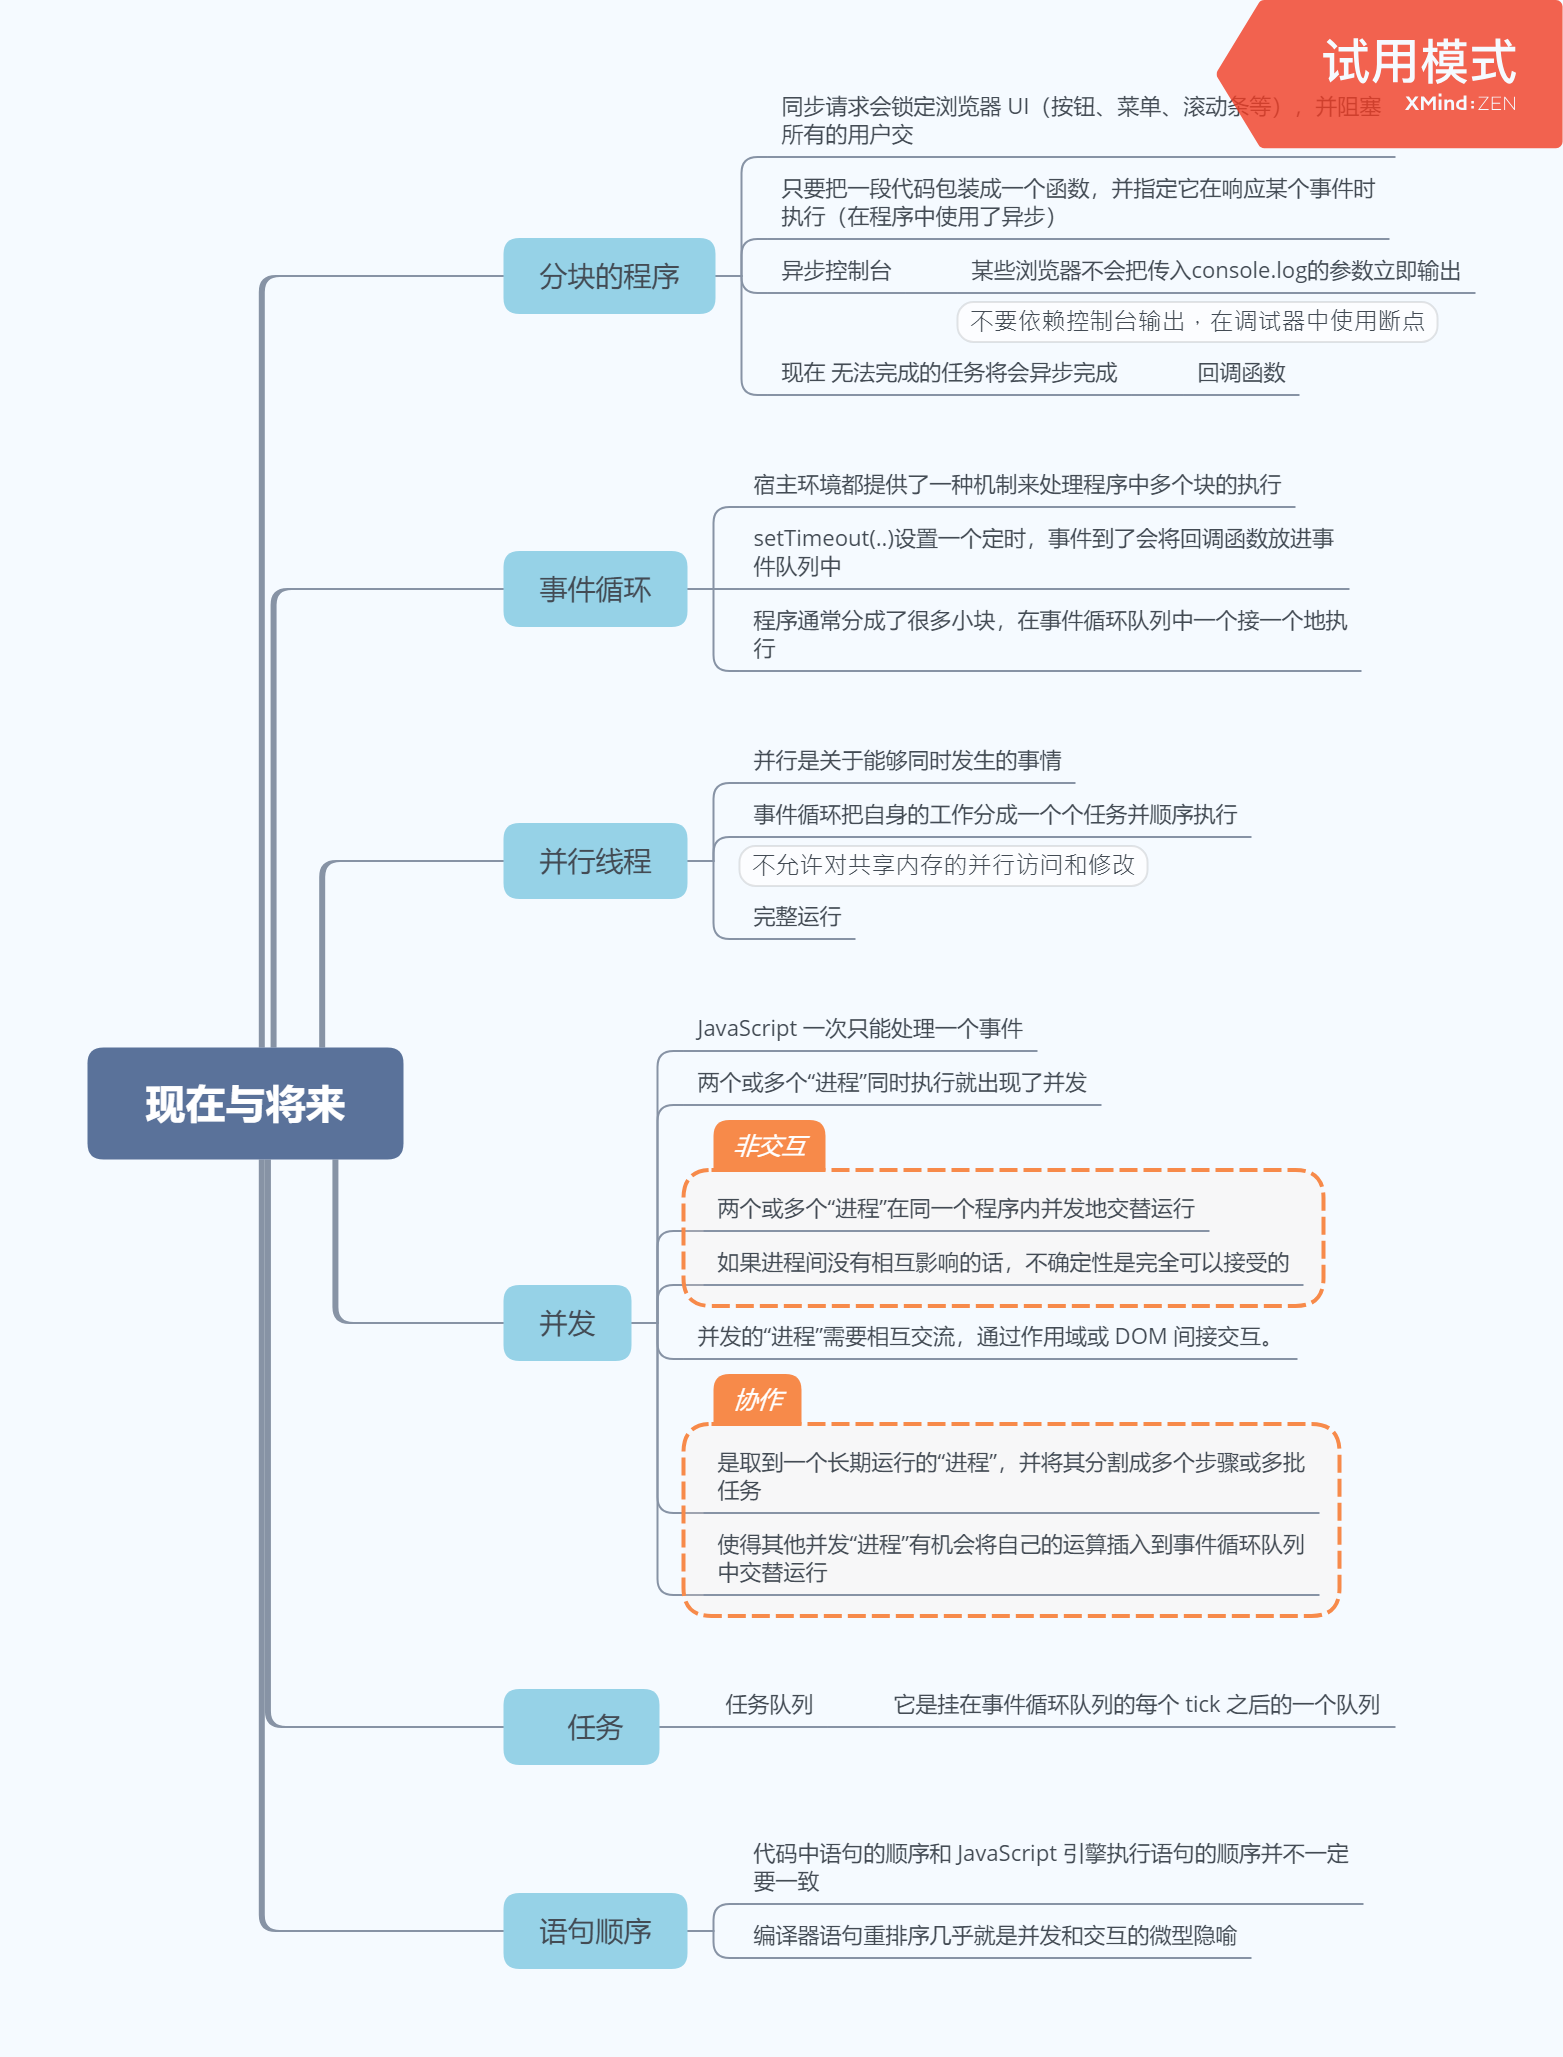 试用模式
XMind:ZEN
同步请求会锁定浏览器 UI（按钮、菜单、滚动条等），并阻塞
所有的用户交
只要把一段代码包装成一个函数，并指定它在响应某个事件时
执行（在程序中使用了异步）
分块的程序
异步控制台 某些浏览器不会把传入console.log的参数立即输出
不要依赖控制台输出，在调试器中使用断点
现在 无法完成的任务将会异步完成 回调函数
宿主环境都提供了一种机制来处理程序中多个块的执行
setTimeout(..)设置一个定时，事件到了会将回调函数放进事
件队列中
事件循环
程序通常分成了很多小块，在事件循环队列中一个接一个地执
行
并行是关于能够同时发生的事情
事件循环把自身的工作分成一个个任务并顺序执行
并行线程
不允许对共享内存的并行访问和修改
完整运行
JavaScript 一次只能处理一个事件
两个或多个“进程”同时执行就出现了并发
现在与将来
非交互
两个或多个“进程”在同一个程序内并发地交替运行
如果进程间没有相互影响的话，不确定性是完全可以接受的
并发
并发的“进程”需要相互交流，通过作用域或 DOM 间接交互。
协作
是取到一个长期运行的“进程”，并将其分割成多个步骤或多批
任务
使得其他并发“进程”有机会将自己的运算插入到事件循环队列
中交替运行
任务
任务队列 它是挂在事件循环队列的每个 tick 之后的一个队列
代码中语句的顺序和 JavaScript 引擎执行语句的顺序并不一定
要一致
语句顺序
编译器语句重排序几乎就是并发和交互的微型隐喻